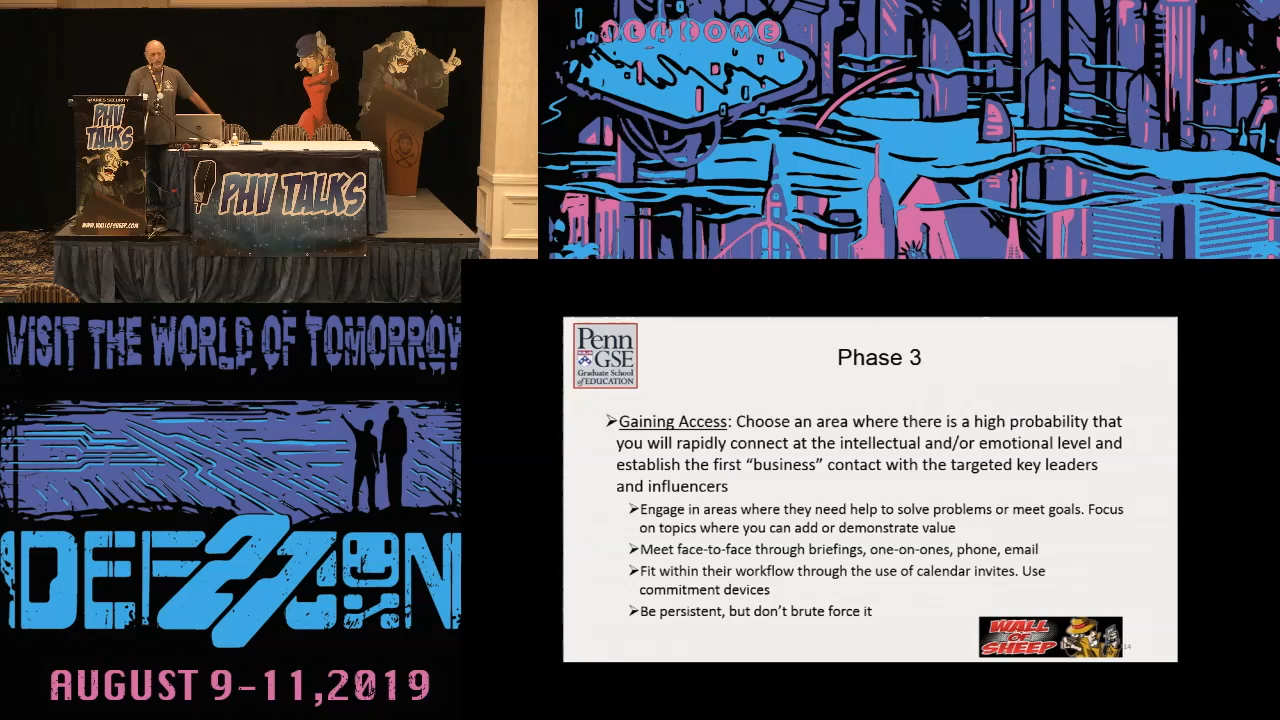 WELCOME
ARIES SECURITY
PHV
TALKS
WWW.WALLOFSHEEP.COM
PHV TALKS
VISIT THE WORLD OF TOMORROW
DEF 27 CON
AUGUST 9-11,2019
Penn
GSE
Graduate School
of EDUCATION
Phase 3
➢Gaining Access: Choose an area where there is a high probability that
you will rapidly connect at the intellectual and/or emotional level and
establish the first “business” contact with the targeted key leaders
and influencers
➢Engage in areas where they need help to solve problems or meet goals. Focus
on topics where you can add or demonstrate value
➢Meet face-to-face through briefings, one-on-ones, phone, email
➢Fit within their workflow through the use of calendar invites. Use
commitment devices
➢Be persistent, but don’t brute force it
WALL
OF
SHEEP
14